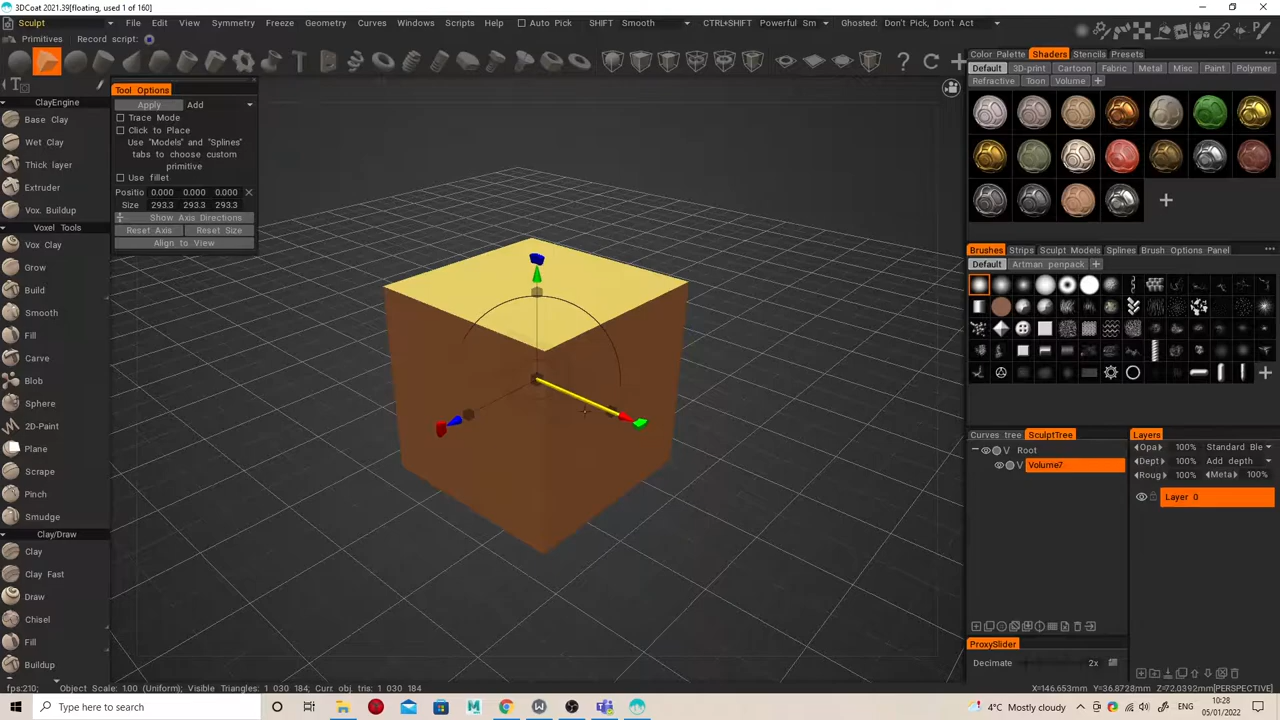 3DCoat 2021.39[floating, used 1 of 160]
Sculpt File Edit View Symmetry Freeze Geometry Curves Windows Scripts Help Auto Pick SHIFT Smooth CTRL+SHIFT Powerful Sm Ghosted: Don't Pick, Don't Act
Primitives Record script:
ClayEngine
Base Clay
Wet Clay
Thick layer
Extruder
Vox. Buildup
Voxel Tools
Vox Clay
Grow
Build
Smooth
Fill
Carve
Blob
Sphere
2D-Paint
Plane
Scrape
Pinch
Smudge
Clay/Draw
Clay
Clay Fast
Draw
Chisel
Fill
Buildup
Tool Options
Apply Add
Trace Mode
Click to Place
Use "Models" and "Splines"
tabs to choose custom
primitive
Use fillet
Positio 0.000 0.000 0.000
Size 293.3 293.3 293.3
Show Axis Directions
Reset Axis Reset Size
Align to View
Color Palette Shaders Stencils Presets
Default 3D-print Cartoon Fabric Metal Misc Paint Polymer
Refractive Toon Volume +
Brushes Strips Sculpt Models Splines Brush Options Panel
Default Artman penpack +
Curves tree SculptTree
Root
V Volume7
Layers
Opa 100% Standard Ble
Dept 100% Add depth
Roug 100% Meta 100%
Layer 0
ProxySlider
Decimate 2x
fps:210; Object Scale: 1.00 (Uniform); Visible Triangles: 1 030 184; Curr. obj. tris: 1 030 184
X=146.653mm Y=36.8728mm Z=72.0392mm[PERSPECTIVE]
Type here to search
4°C Mostly cloudy
10:28
05/01/2022